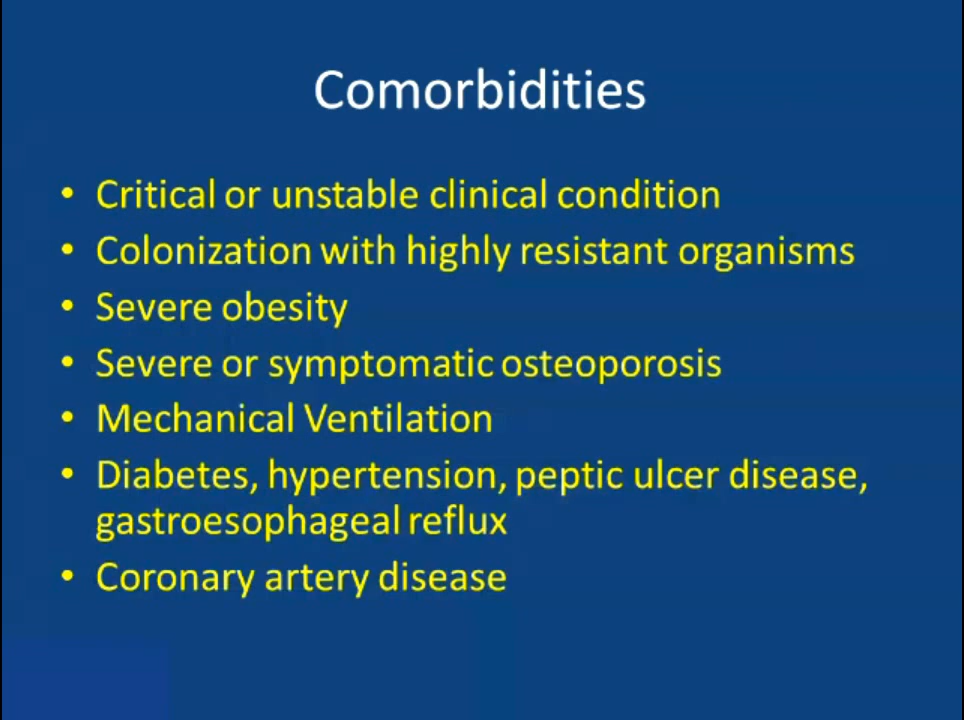 Comorbidities
• Critical or unstable clinical condition
• Colonization with highly resistant organisms
• Severe obesity
• Severe or symptomatic osteoporosis
• Mechanical Ventilation
• Diabetes, hypertension, peptic ulcer disease,
gastroesophageal reflux
• Coronary artery disease